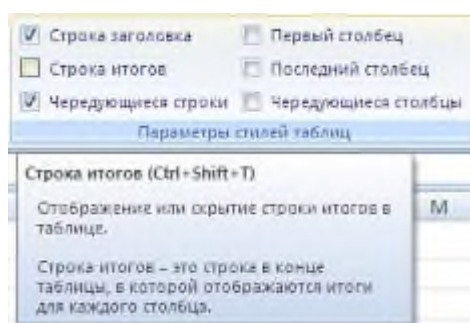 Строка заголовка Первый столбец
Строка итогов Последний столбец
Чередующиеся строки Чередующиеся столбцы
Параметры стилей таблиц
Строка итогов (Ctrl+Shift+T)
Отображение или скрытие строки итогов в
таблице.
M
Строка итогов – это строка в конце
таблицы, в которой отображаются итоги
для каждого столбца.